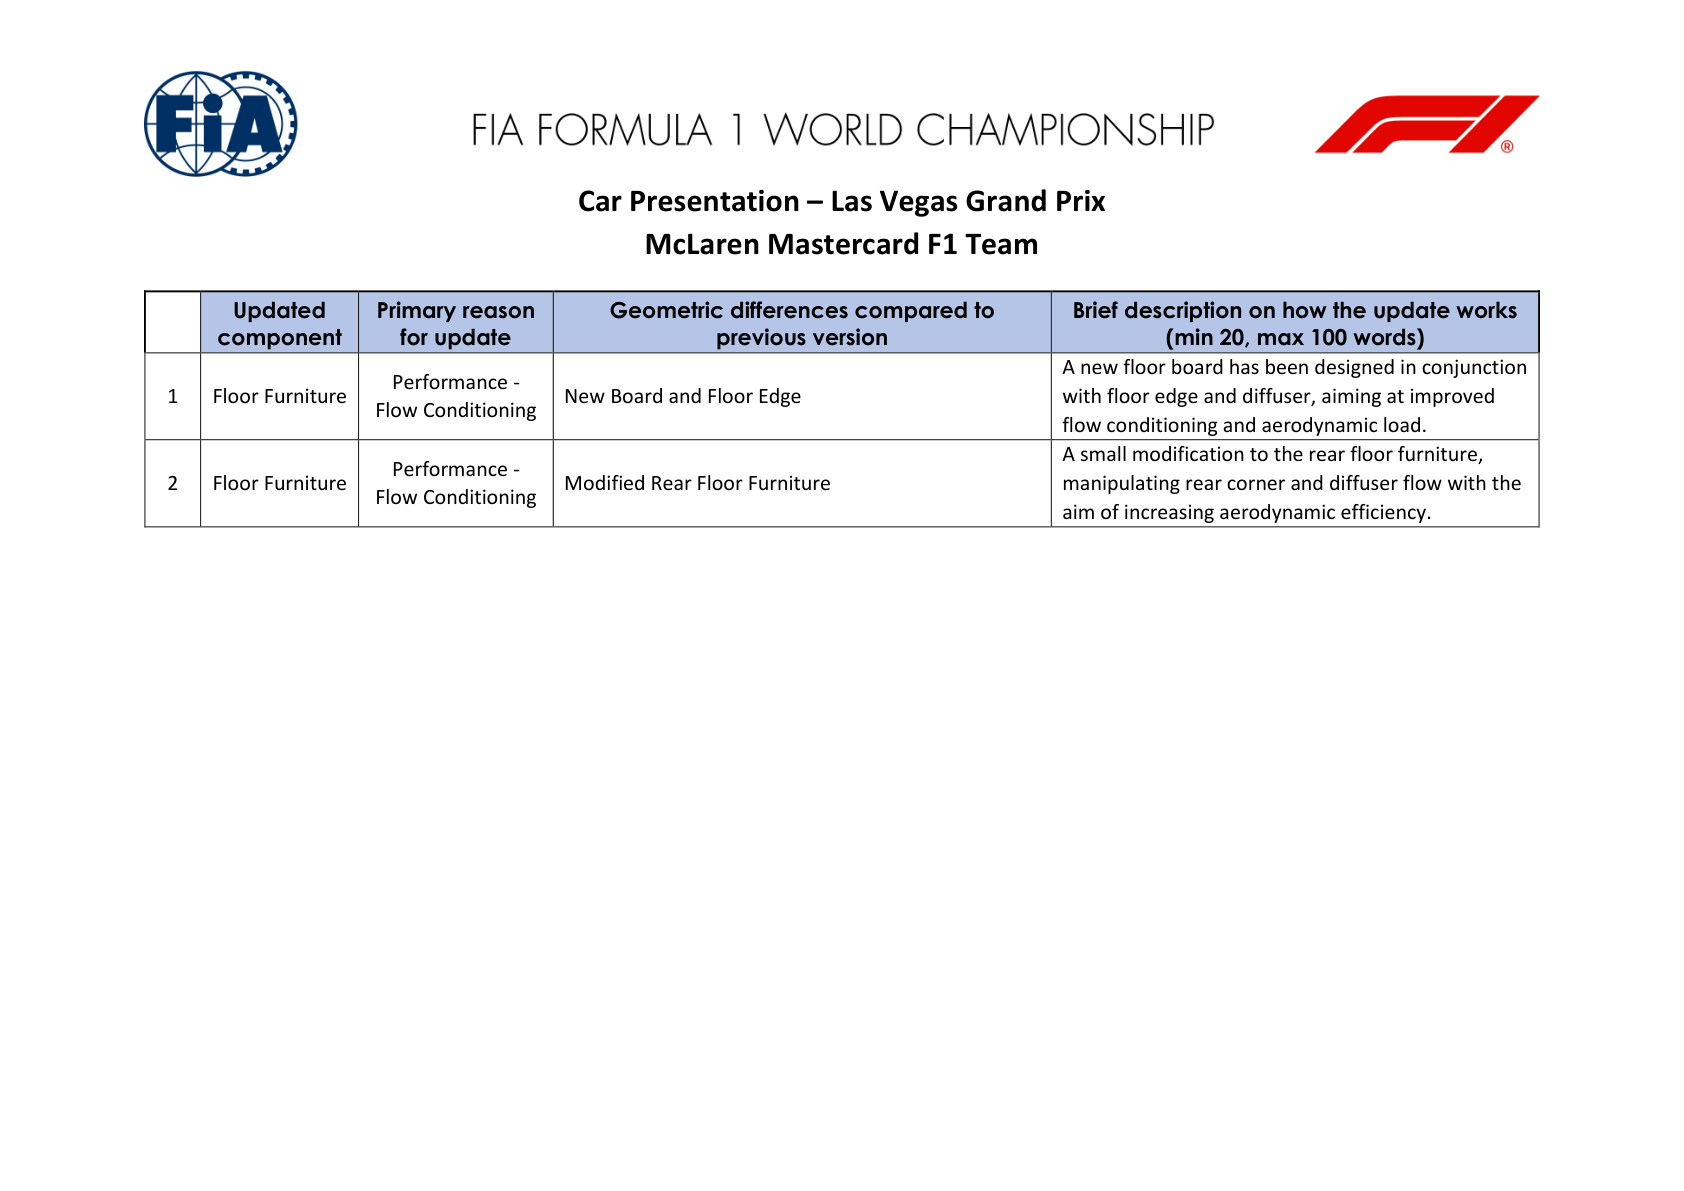 FiA
FIA FORMULA 1 WORLD CHAMPIONSHIP
F1®
Car Presentation – Las Vegas Grand Prix
McLaren Mastercard F1 Team
Updated component
Primary reason for update
Geometric differences compared to previous version
Brief description on how the update works (min 20, max 100 words)
1
Floor Furniture
Performance -
Flow Conditioning
New Board and Floor Edge
A new floor board has been designed in conjunction
with floor edge and diffuser, aiming at improved
flow conditioning and aerodynamic load.
2
Floor Furniture
Performance -
Flow Conditioning
Modified Rear Floor Furniture
A small modification to the rear floor furniture,
manipulating rear corner and diffuser flow with the
aim of increasing aerodynamic efficiency.